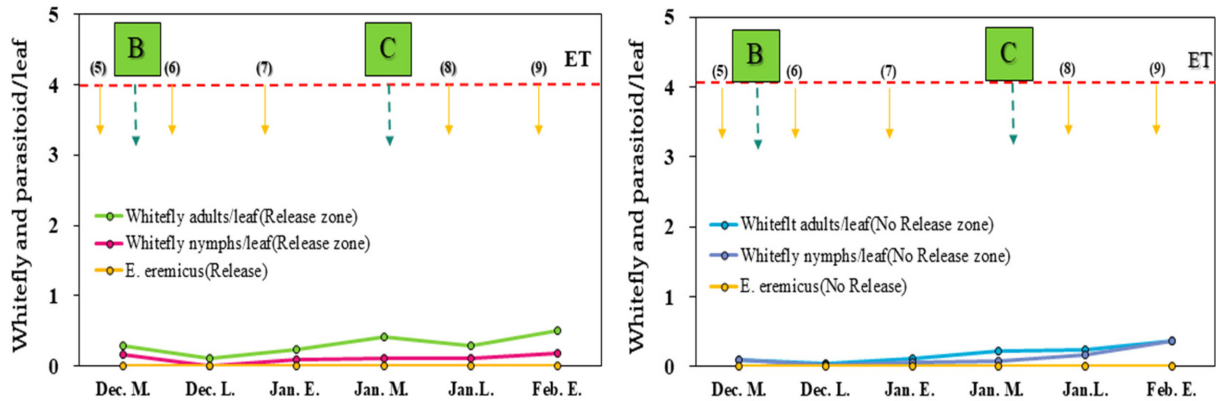 Whitefly and parasitoid/leaf
5
4
3
2
1
0
B
C
(5)
(6)
(7)
(8)
(9)
ET
Whitefly adults/leaf(Release zone)
Whitefly nymphs/leaf(Release zone)
E. eremicus(Release)
Dec. M.
Dec. L.
Jan. E.
Jan. M.
Jan.L.
Feb. E.
Whitefly and parasitoid/leaf
5
4
3
2
1
0
B
C
(5)
(6)
(7)
(8)
(9)
ET
Whiteflt adults/leaf(No Release zone)
Whitefly nymphs/leaf(No Release zone)
E. eremicus(No Release)
Dec. M.
Dec. L.
Jan. E.
Jan. M.
Jan.L.
Feb. E.